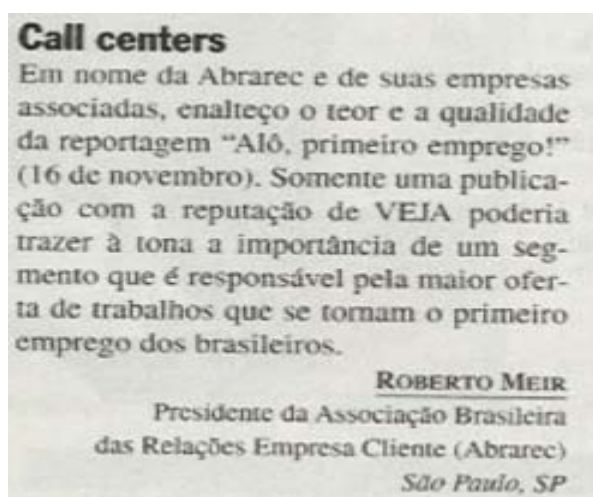 Call centers
Em nome da Abrarec e de suas empresas
associadas, enalteço o teor e a qualidade
da reportagem “Alô, primeiro emprego!”
(16 de novembro). Somente uma publica-
ção com a reputação de VEJA poderia
trazer à tona a importância de um seg-
mento que é responsável pela maior ofer-
ta de trabalhos que se tornam o primeiro
emprego dos brasileiros.
ROBERTO MEIR
Presidente da Associação Brasileira
das Relações Empresa Cliente (Abrarec)
São Paulo, SP